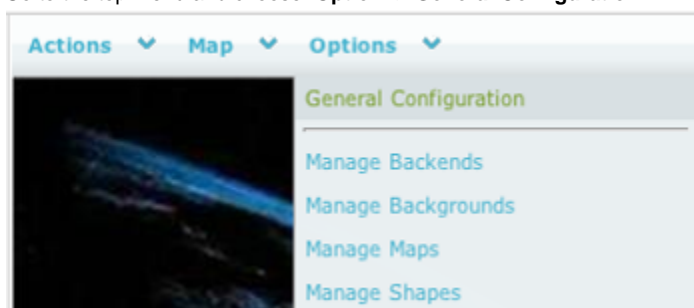 Actions Map Options
General Configuration
Manage Backends
Manage Backgrounds
Manage Maps
Manage Shapes